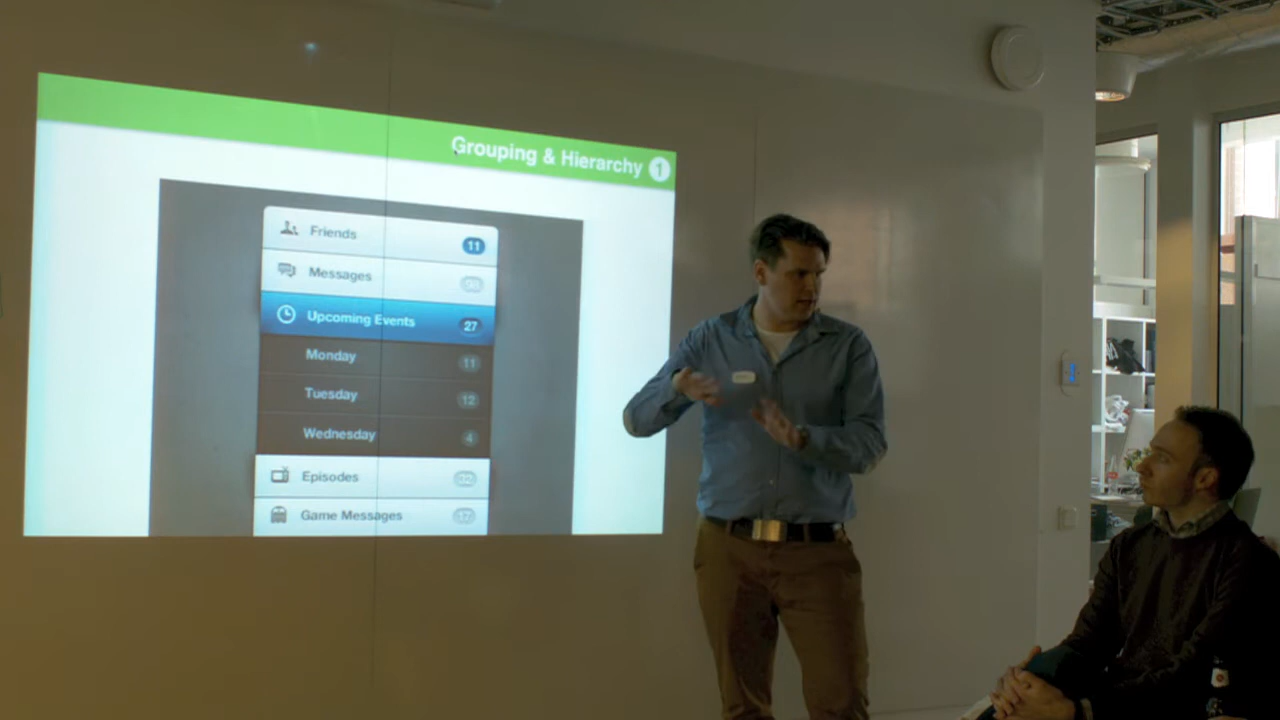 Grouping & Hierarchy 1
Friends 11
Messages
Upcoming Events 27
Monday 11
Tuesday 12
Wednesday 4
Episodes
Game Messages